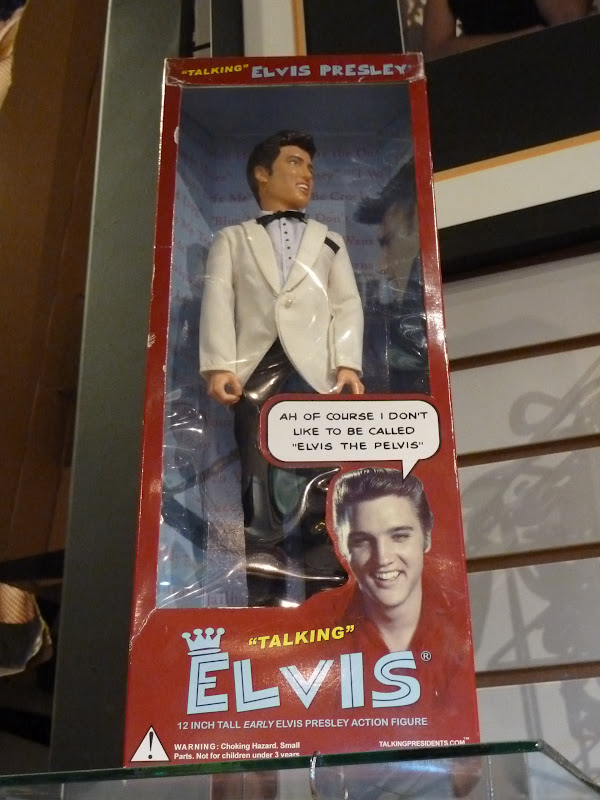 "TALKING" ELVIS PRESLEY
AH OF COURSE I DON'T
LIKE TO BE CALLED
"ELVIS THE PELVIS"
"TALKING"
ELVIS®
12 INCH TALL EARLY ELVIS PRESLEY ACTION FIGURE
WARNING: Choking Hazard. Small
Parts. Not for children under 3 years.
TALKINGPRESIDENTS.COM™